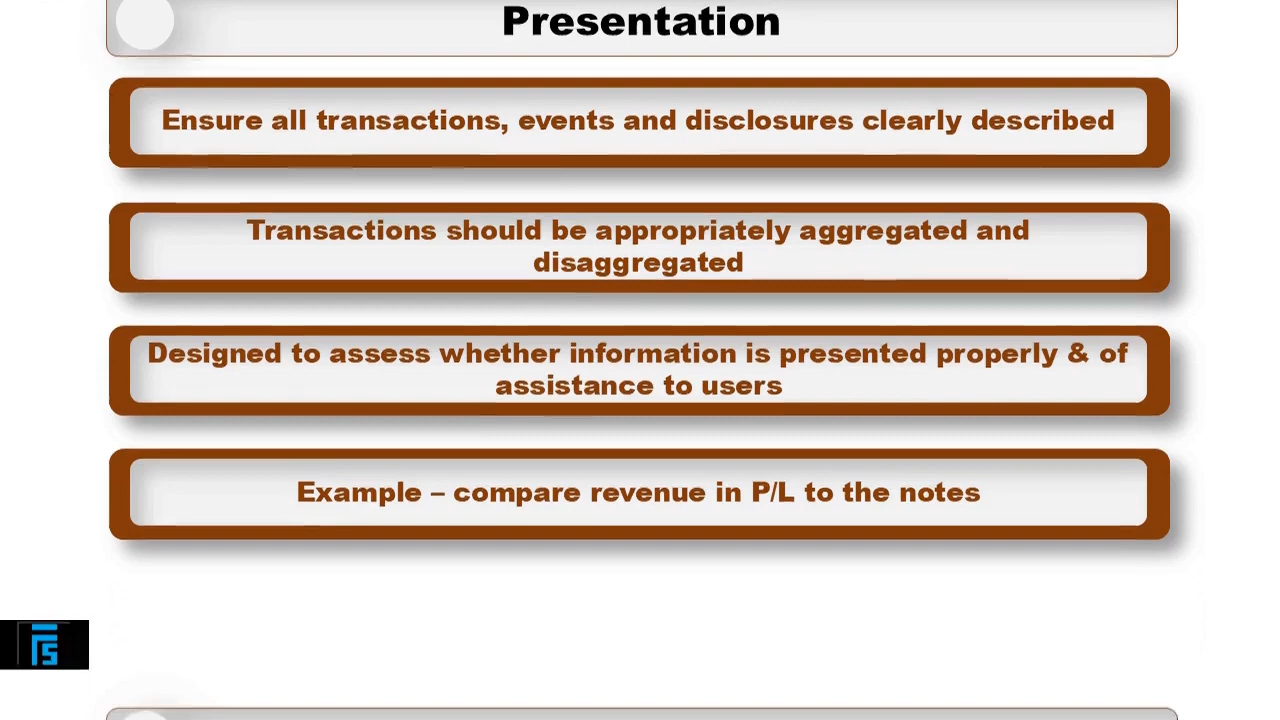 Presentation
Ensure all transactions, events and disclosures clearly described
Transactions should be appropriately aggregated and
disaggregated
Designed to assess whether information is presented properly & of
assistance to users
Example – compare revenue in P/L to the notes